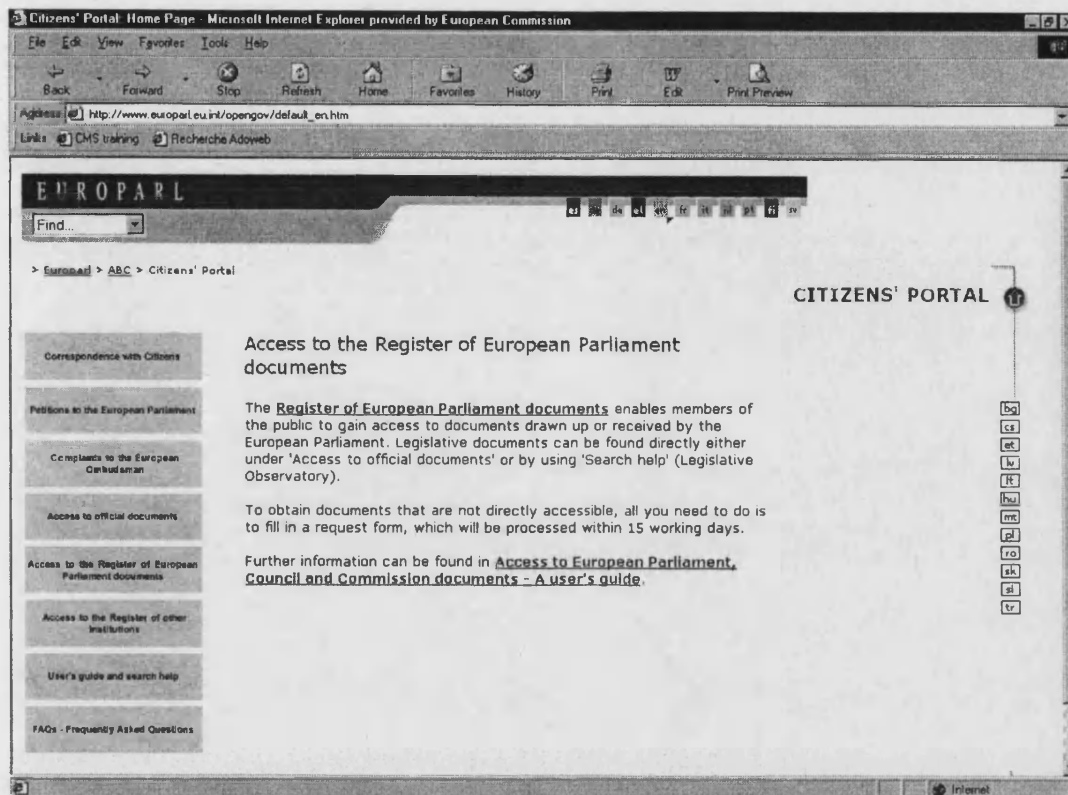 Citizens' Portal: Home Page - Microsoft Internet Explorer provided by European Commission
File Edit View Favorites Tools Help
Back Forward Stop Refresh Home Favorites History Print Edit Print Preview
Address http://www.europarl.eu.int/opengov/default_en.htm
Links CMS training Recherche Adoweb
EUROPARL
es de el en fr it nl pt fi sv
Find...
> Europarl > ABC > Citizens' Portal
CITIZENS' PORTAL
Correspondence with Citizens
Petitions to the European Parliament
Complaints to the European
Ombudsman
Access to official documents
Access to the Register of European
Parliament documents
Access to the Register of other
Institutions
User's guide and search help
FAQs - Frequently Asked Questions
Access to the Register of European Parliament
documents
The Register of European Parliament documents enables members of
the public to gain access to documents drawn up or received by the
European Parliament. Legislative documents can be found directly either
under 'Access to official documents' or by using 'Search help' (Legislative
Observatory).
To obtain documents that are not directly accessible, all you need to do is
to fill in a request form, which will be processed within 15 working days.
Further information can be found in Access to European Parliament,
Council and Commission documents - A user's guide.
bg
cs
et
lv
lt
hu
mt
pl
ro
sk
sl
tr
Internet